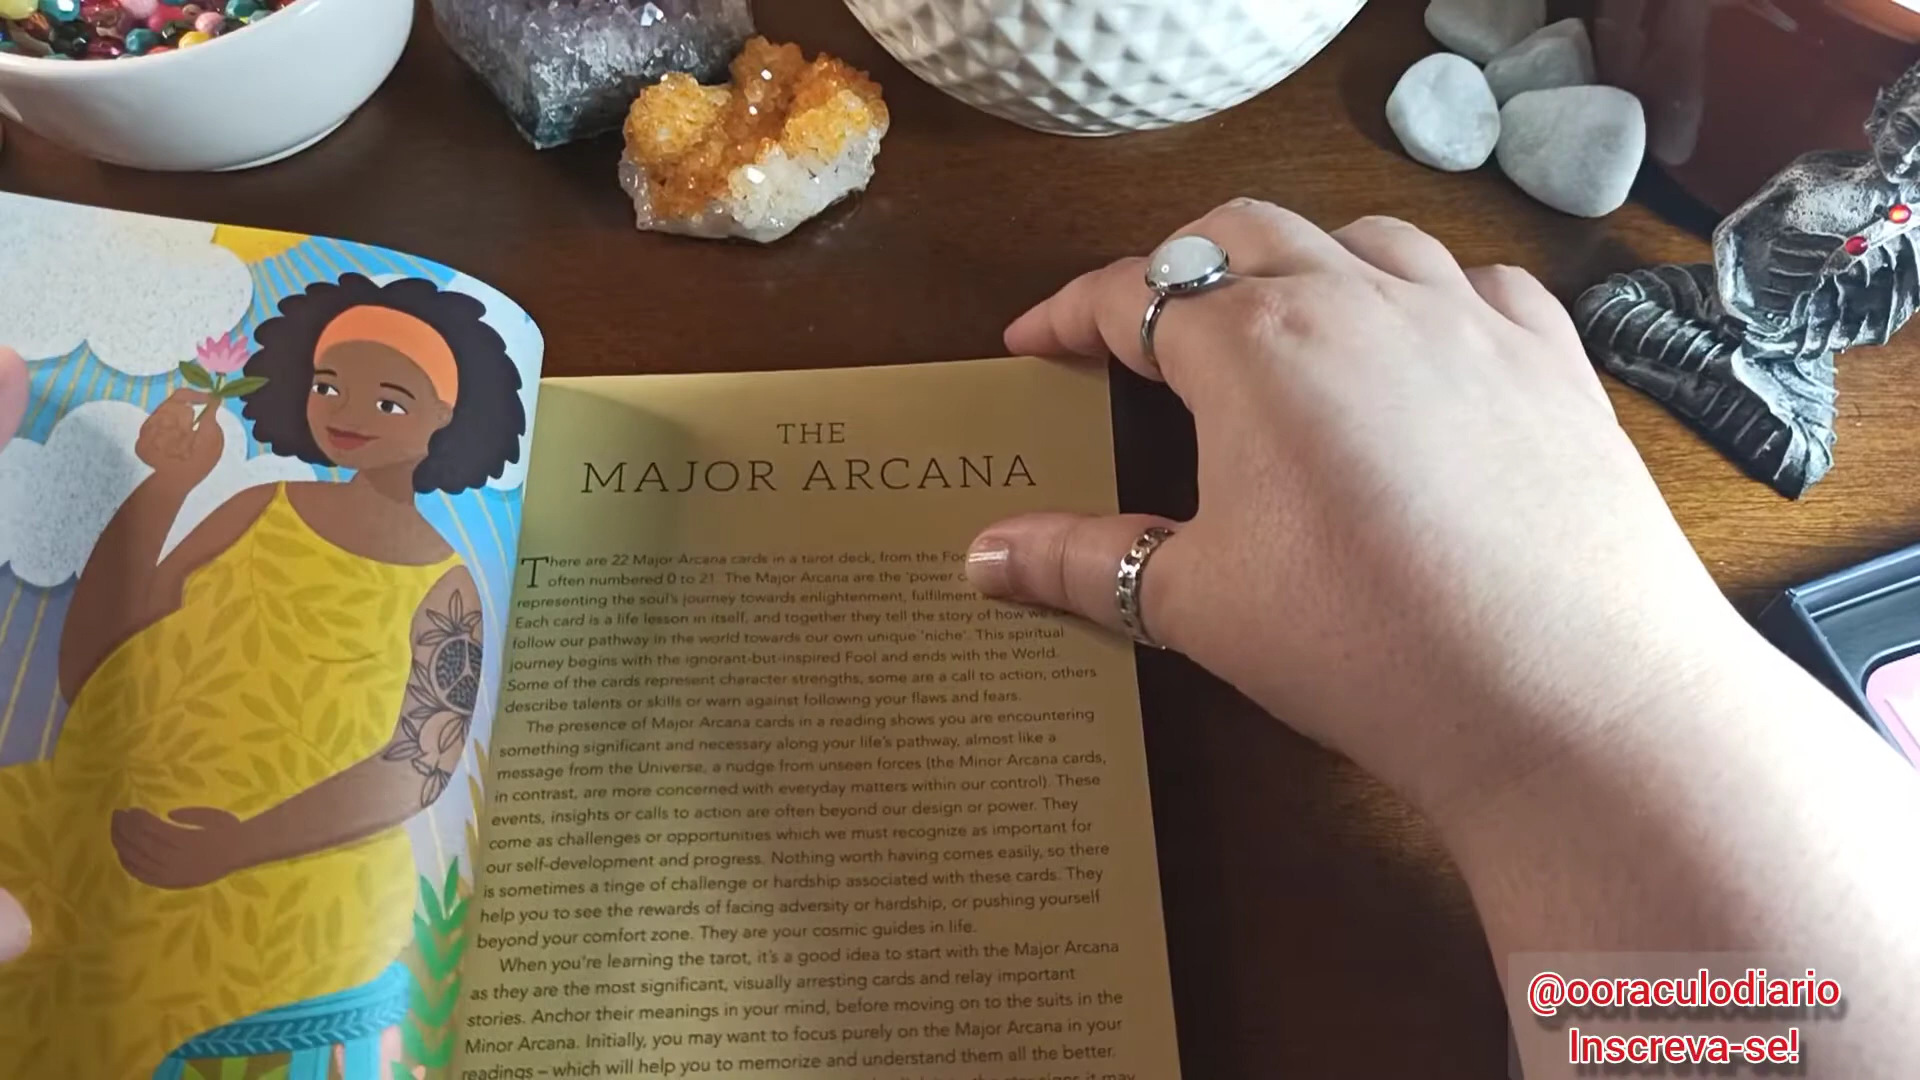 THE
MAJOR ARCANA
There are 22 Major Arcana cards in a tarot deck, from the
often numbered 0 to 21. The Major Arcana are the 'power
representing the soul's journey towards enlightenment, fulfilment
Each card is a life lesson in itself, and together they tell the story of how
follow our pathway in the world towards our own unique 'niche'. This spiritual
journey begins with the ignorant-but-inspired Fool and ends with the World.
Some of the cards represent character strengths, some are a call to action, others
describe talents or skills or warn against following your flaws and fears.
The presence of Major Arcana cards in a reading shows you are encountering
something significant and necessary along your life's pathway, almost like a
message from the Universe, a nudge from unseen forces (the Minor Arcana cards,
in contrast, are more concerned with everyday matters within our control). These
events, insights or calls to action are often beyond our design or power. They
come as challenges or opportunities which we must recognize as important for
our self-development and progress. Nothing worth having comes easily, so there
is sometimes a tinge of challenge or hardship associated with these cards. They
help you to see the rewards of facing adversity or hardship, or pushing yourself
beyond your comfort zone. They are your cosmic guides in life.
When you're learning the tarot, it's a good idea to start with the Major Arcana
as they are the most significant, visually arresting cards and relay important
stories. Anchor their meanings in your mind, before moving on to the suits in the
Minor Arcana. Initially, you may want to focus purely on the Major Arcana in your
readings – which will help you to memorize and understand them all the better.
@ooraculodiario
Inscreva-se!